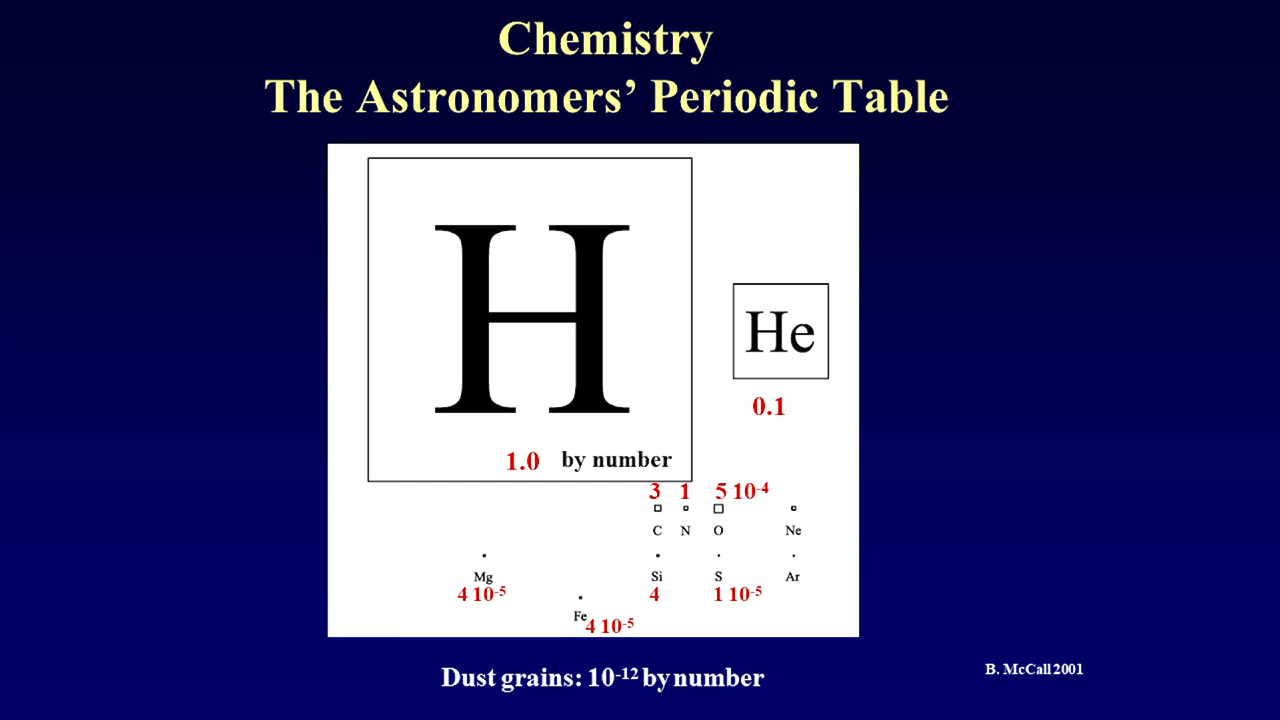 Chemistry
The Astronomers’ Periodic Table
H
He
0.1
1.0 by number
3 1 5 10⁻⁴
C N O Ne
Mg Si S Ar
4 10⁻⁵ 4 1 10⁻⁵
Fe
4 10⁻⁵
Dust grains: 10⁻¹² by number
B. McCall 2001